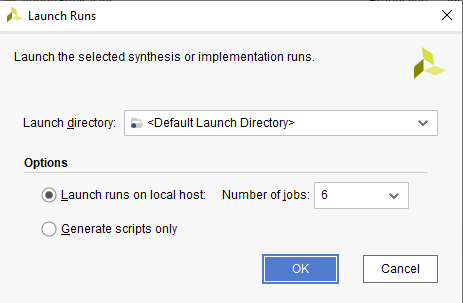 Launch Runs
Launch the selected synthesis or implementation runs.
Launch directory: <Default Launch Directory>
Options
Launch runs on local host: Number of jobs: 6
Generate scripts only
OK Cancel